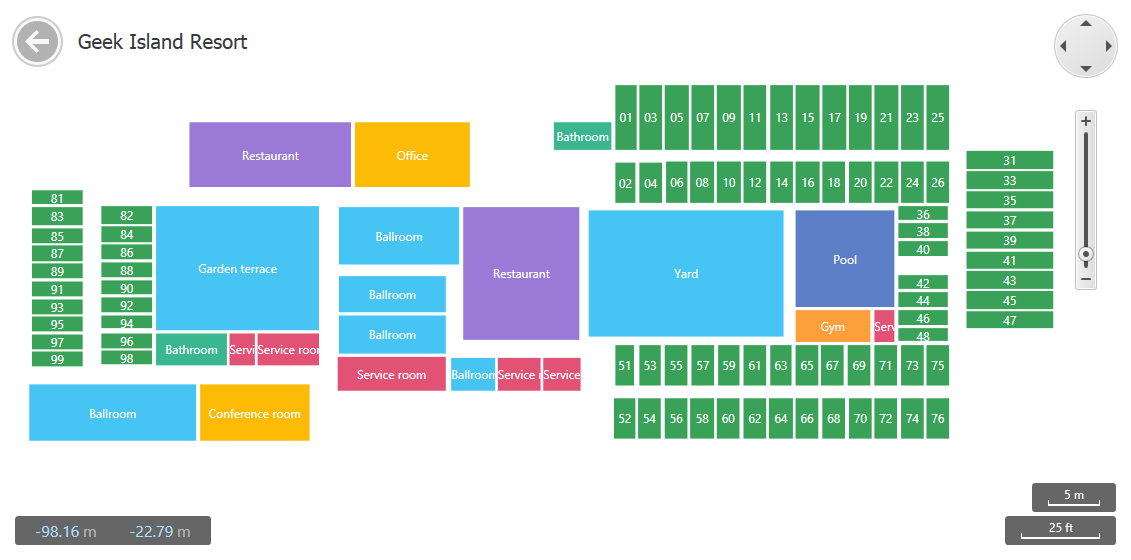 Geek Island Resort
01 03 05 07 09 11 13 15 17 19 21 23 25
Bathroom
Restaurant
Office
31
33
35
37
39
41
43
45
47
02 04 06 08 10 12 14 16 18 20 22 24 26
81
83
85
87
89
91
93
95
97
99
82
84
86
88
90
92
94
96
98
Garden terrace
Ballroom
Ballroom
Ballroom
Restaurant
Yard
Pool
36
38
40
42
44
46
48
Gym
Serv
Bathroom
Servi
Service roor
Service room
Ballroom
Service
Service
51 53 55 57 59 61 63 65 67 69 71 73 75
Ballroom
Conference room
52 54 56 58 60 62 64 66 68 70 72 74 76
+
−
5 m
25 ft
-98.16 m -22.79 m